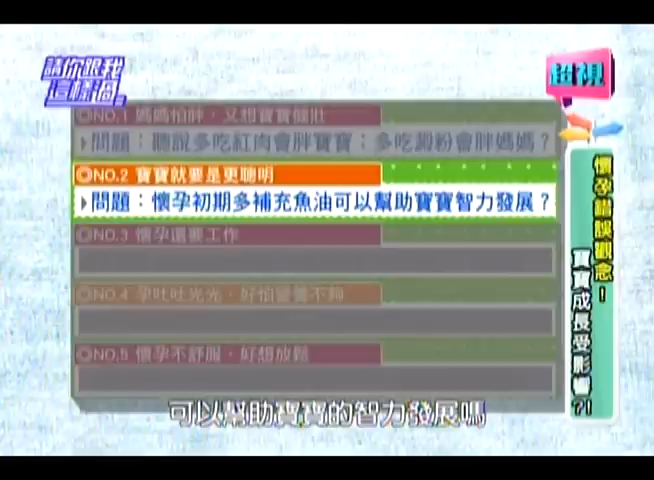 請你跟我
這樣過
超視
◎NO.1 媽媽怕胖，又想寶寶健壯
問題：聽說多吃紅肉會胖寶寶；多吃澱粉會胖媽媽？
◎NO.2 寶寶就要是更聰明
問題：懷孕初期多補充魚油可以幫助寶寶智力發展？
◎NO.3 懷孕還要工作
◎NO.4 孕吐吐光光，好怕營養不夠
◎NO.5 懷孕不舒服，好想放鬆
懷孕錯誤觀念！
寶寶成長受影響?!
可以幫助寶寶的智力發展嗎